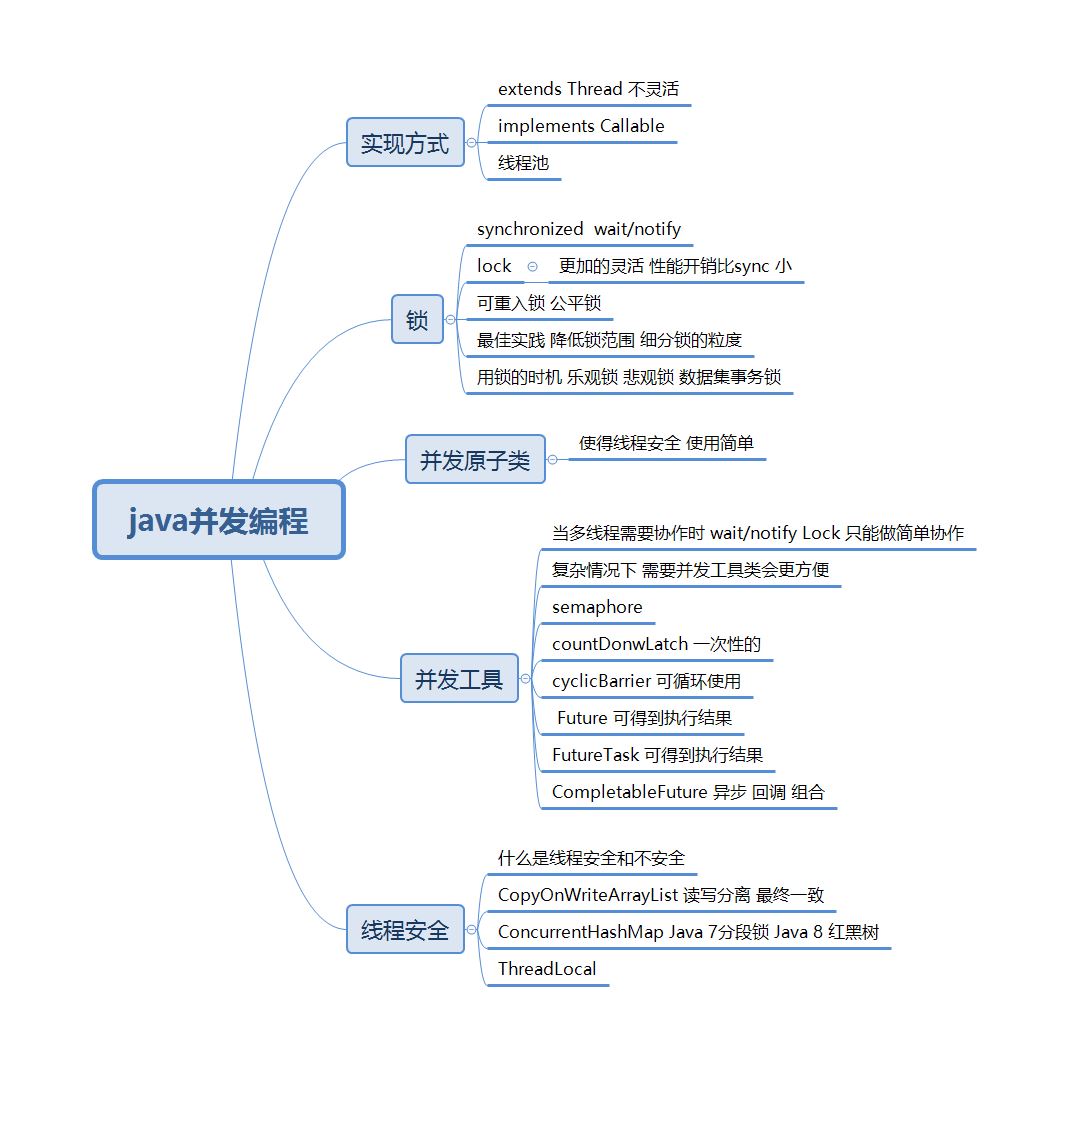 java并发编程
实现方式
extends Thread 不灵活
implements Callable
线程池
锁
synchronized  wait/notify
lock
更加的灵活 性能开销比sync 小
可重入锁 公平锁
最佳实践 降低锁范围 细分锁的粒度
用锁的时机 乐观锁 悲观锁 数据集事务锁
并发原子类
使得线程安全 使用简单
并发工具
当多线程需要协作时 wait/notify Lock 只能做简单协作
复杂情况下 需要并发工具类会更方便
semaphore
countDonwLatch 一次性的
cyclicBarrier 可循环使用
Future 可得到执行结果
FutureTask 可得到执行结果
CompletableFuture 异步 回调 组合
线程安全
什么是线程安全和不安全
CopyOnWriteArrayList 读写分离 最终一致
ConcurrentHashMap Java 7分段锁 Java 8 红黑树
ThreadLocal